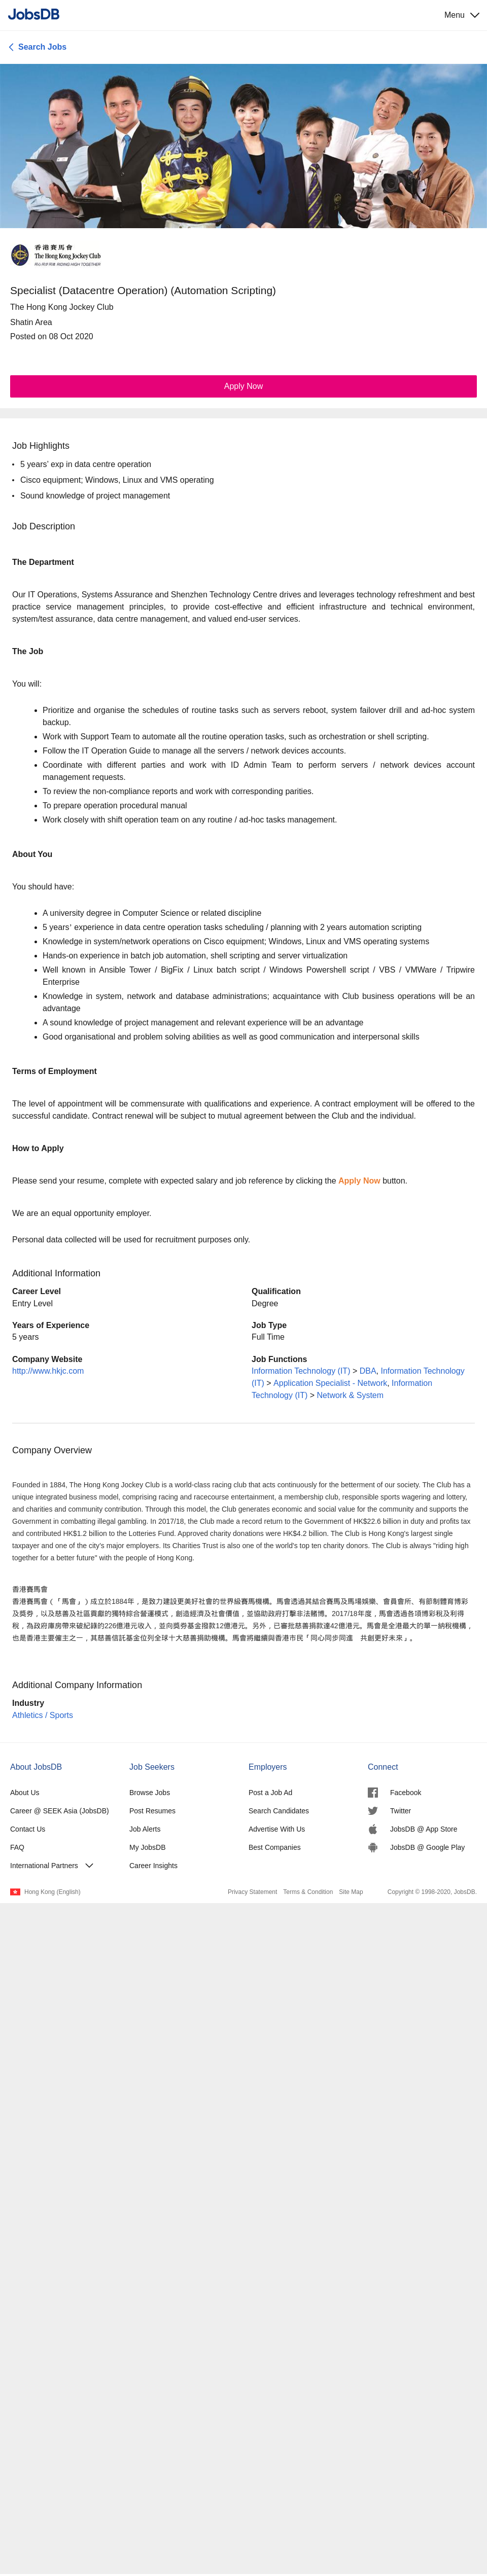 JobsDB
Menu
Search Jobs
香港賽馬會
The Hong Kong Jockey Club
同心同步同進 RIDING HIGH TOGETHER
Specialist (Datacentre Operation) (Automation Scripting)
The Hong Kong Jockey Club
Shatin Area
Posted on 08 Oct 2020
Apply Now
Job Highlights
• 5 years' exp in data centre operation
• Cisco equipment; Windows, Linux and VMS operating
• Sound knowledge of project management
Job Description
The Department
Our IT Operations, Systems Assurance and Shenzhen Technology Centre drives and leverages technology refreshment and best
practice service management principles, to provide cost-effective and efficient infrastructure and technical environment,
system/test assurance, data centre management, and valued end-user services.
The Job
You will:
• Prioritize and organise the schedules of routine tasks such as servers reboot, system failover drill and ad-hoc system
backup.
• Work with Support Team to automate all the routine operation tasks, such as orchestration or shell scripting.
• Follow the IT Operation Guide to manage all the servers / network devices accounts.
• Coordinate with different parties and work with ID Admin Team to perform servers / network devices account
management requests.
• To review the non-compliance reports and work with corresponding parities.
• To prepare operation procedural manual
• Work closely with shift operation team on any routine / ad-hoc tasks management.
About You
You should have:
• A university degree in Computer Science or related discipline
• 5 years' experience in data centre operation tasks scheduling / planning with 2 years automation scripting
• Knowledge in system/network operations on Cisco equipment; Windows, Linux and VMS operating systems
• Hands-on experience in batch job automation, shell scripting and server virtualization
• Well known in Ansible Tower / BigFix / Linux batch script / Windows Powershell script / VBS / VMWare / Tripwire
Enterprise
• Knowledge in system, network and database administrations; acquaintance with Club business operations will be an
advantage
• A sound knowledge of project management and relevant experience will be an advantage
• Good organisational and problem solving abilities as well as good communication and interpersonal skills
Terms of Employment
The level of appointment will be commensurate with qualifications and experience. A contract employment will be offered to the
successful candidate. Contract renewal will be subject to mutual agreement between the Club and the individual.
How to Apply
Please send your resume, complete with expected salary and job reference by clicking the Apply Now button.
We are an equal opportunity employer.
Personal data collected will be used for recruitment purposes only.
Additional Information
Career Level
Entry Level
Qualification
Degree
Years of Experience
5 years
Job Type
Full Time
Company Website
http://www.hkjc.com
Job Functions
Information Technology (IT) > DBA, Information Technology
(IT) > Application Specialist - Network, Information
Technology (IT) > Network & System
Company Overview
Founded in 1884, The Hong Kong Jockey Club is a world-class racing club that acts continuously for the betterment of our society. The Club has a
unique integrated business model, comprising racing and racecourse entertainment, a membership club, responsible sports wagering and lottery,
and charities and community contribution. Through this model, the Club generates economic and social value for the community and supports the
Government in combatting illegal gambling. In 2017/18, the Club made a record return to the Government of HK$22.6 billion in duty and profits tax
and contributed HK$1.2 billion to the Lotteries Fund. Approved charity donations were HK$4.2 billion. The Club is Hong Kong's largest single
taxpayer and one of the city's major employers. Its Charities Trust is also one of the world's top ten charity donors. The Club is always "riding high
together for a better future" with the people of Hong Kong.
香港賽馬會
香港賽馬會(「馬會」)成立於1884年，是致力建設更美好社會的世界級賽馬機構。馬會透過其結合賽馬及馬場娛樂、會員會所、有節制體育博彩
及獎券，以及慈善及社區貢獻的獨特綜合營運模式，創造經濟及社會價值，並協助政府打擊非法賭博。2017/18年度，馬會透過各項博彩稅及利得
稅，為政府庫房帶來破紀錄的226億港元收入，並向獎券基金撥款12億港元。另外，已審批慈善捐款達42億港元。馬會是全港最大的單一納稅機構，
也是香港主要僱主之一，其慈善信託基金位列全球十大慈善捐助機構。馬會將繼續與香港市民「同心同步同進　共創更好未來」。
Additional Company Information
Industry
Athletics / Sports
About JobsDB
Job Seekers
Employers
Connect
About Us
Browse Jobs
Post a Job Ad
Facebook
Career @ SEEK Asia (JobsDB)
Post Resumes
Search Candidates
Twitter
Contact Us
Job Alerts
Advertise With Us
JobsDB @ App Store
FAQ
My JobsDB
Best Companies
JobsDB @ Google Play
International Partners
Career Insights
Hong Kong (English)
Privacy Statement
Terms & Condition
Site Map
Copyright © 1998-2020, JobsDB.